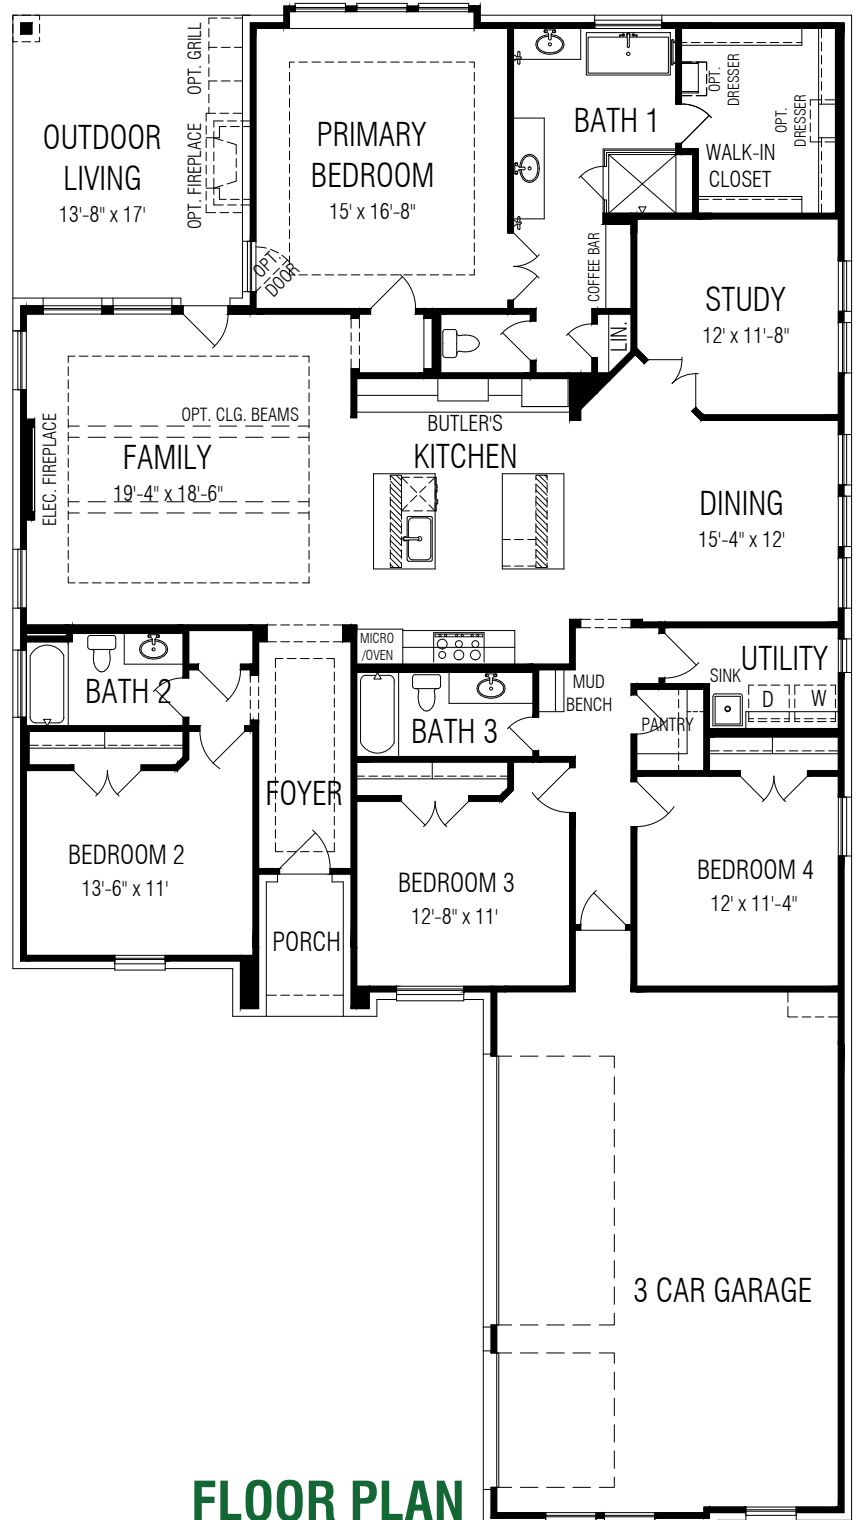 OPT. GRILL
OUTDOOR
LIVING
13'-8" x 17'
OPT. FIREPLACE
PRIMARY
BEDROOM
15' x 16'-8"
OPT.
DOOR
BATH 1
OPT.
DRESSER
OPT.
DRESSER
WALK-IN
CLOSET
COFFEE BAR
LIN.
STUDY
12' x 11'-8"
OPT. CLG. BEAMS
ELEC. FIREPLACE
FAMILY
19'-4" x 18'-6"
BUTLER'S
KITCHEN
DINING
15'-4" x 12'
MICRO
/OVEN
BATH 2
BATH 3
MUD
BENCH
UTILITY
SINK
D
W
PANTRY
FOYER
BEDROOM 2
13'-6" x 11'
BEDROOM 3
12'-8" x 11'
BEDROOM 4
12' x 11'-4"
PORCH
3 CAR GARAGE
FLOOR PLAN